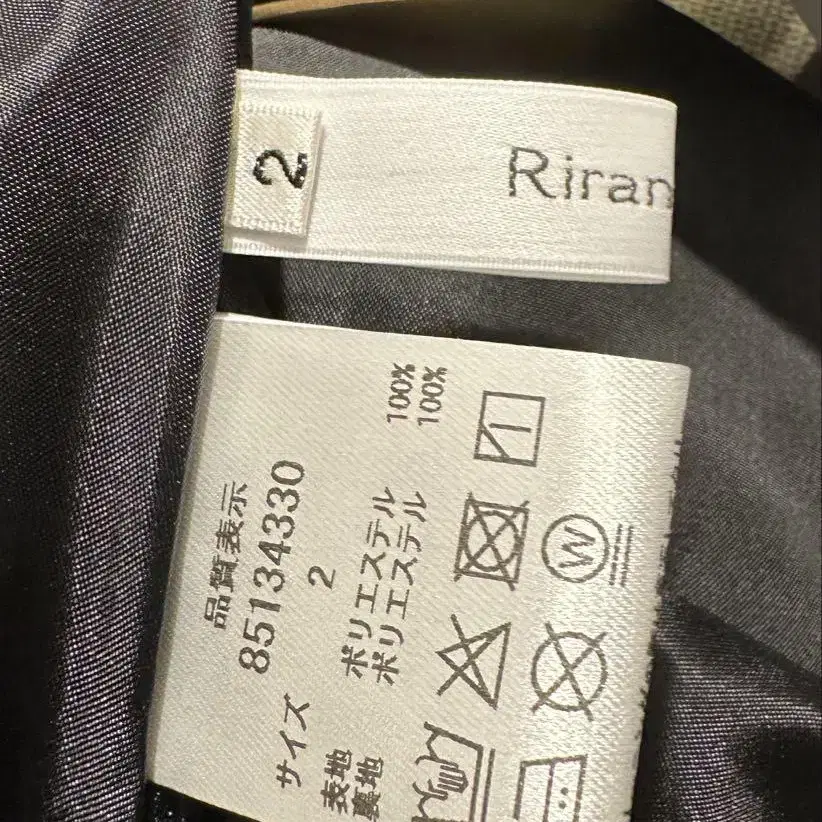 2
Riran
品質表示
85134330
サイズ 2
表地 ポリエステル 100%
裏地 ポリエステル 100%
W